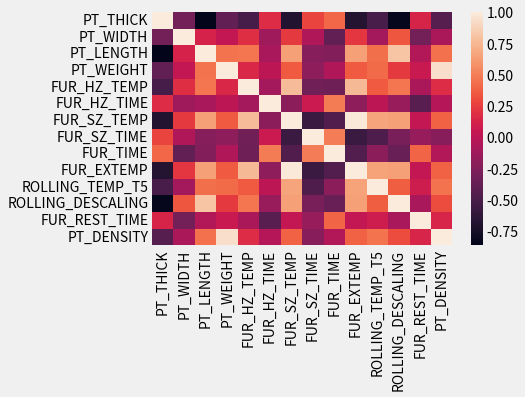 PT_THICK
PT_WIDTH
PT_LENGTH
PT_WEIGHT
FUR_HZ_TEMP
FUR_HZ_TIME
FUR_SZ_TEMP
FUR_SZ_TIME
FUR_TIME
FUR_EXTEMP
ROLLING_TEMP_T5
ROLLING_DESCALING
FUR_REST_TIME
PT_DENSITY
PT_THICK
PT_WIDTH
PT_LENGTH
PT_WEIGHT
FUR_HZ_TEMP
FUR_HZ_TIME
FUR_SZ_TEMP
FUR_SZ_TIME
FUR_TIME
FUR_EXTEMP
ROLLING_TEMP_T5
ROLLING_DESCALING
FUR_REST_TIME
PT_DENSITY
1.00
0.75
0.50
0.25
0.00
-0.25
-0.50
-0.75